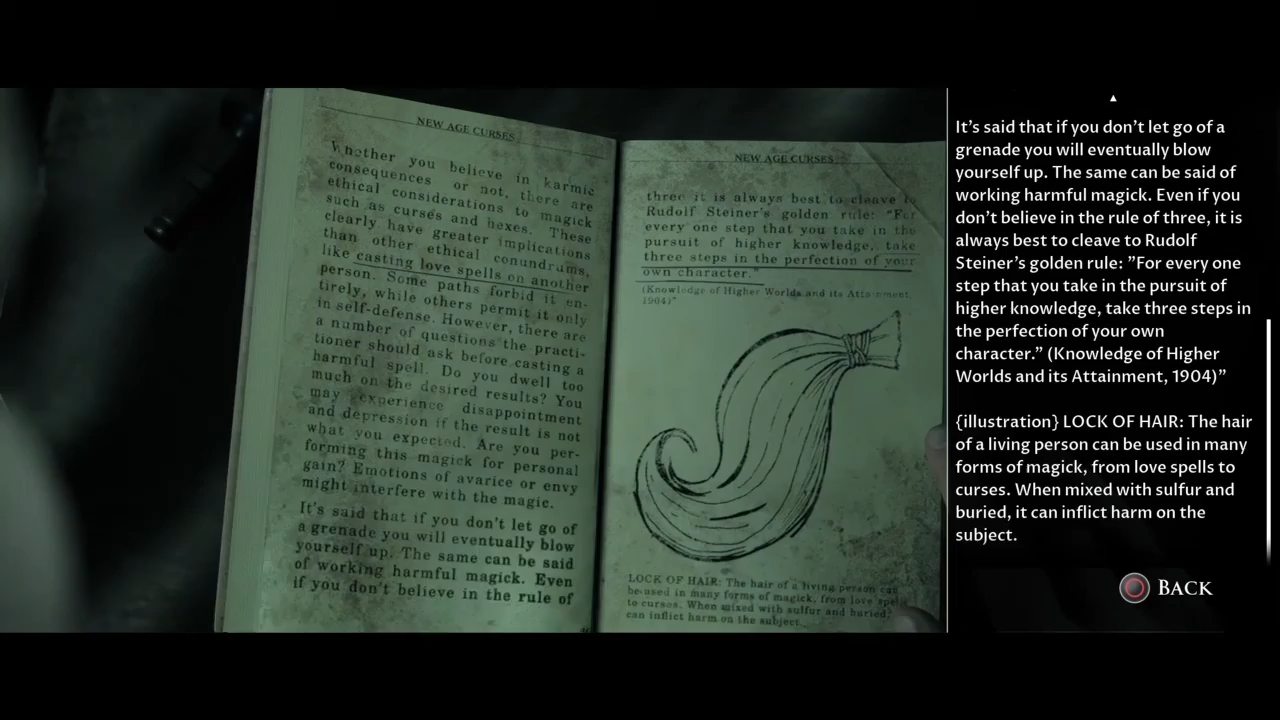 NEW AGE CURSES
Whether you believe in karmic
consequences or not, there are
ethical considerations to magick
such as curses and hexes. These
clearly have greater implications
than other ethical conundrums,
like casting love spells on another
person. Some paths forbid it en-
tirely, while others permit it only
in self-defense. However, there are
a number of questions the practi-
tioner should ask before casting a
harmful spell. Do you dwell too
much on the desired results? You
may experience disappointment
and depression if the result is not
what you expected. Are you per-
forming this magick for personal
gain? Emotions of avarice or envy
might interfere with the magic.
It's said that if you don't let go of
a grenade you will eventually blow
yourself up. The same can be said
of working harmful magick. Even
if you don't believe in the rule of
NEW AGE CURSES
three it is always best to cleave to
Rudolf Steiner's golden rule: "For
every one step that you take in the
pursuit of higher knowledge, take
three steps in the perfection of your
own character."
(Knowledge of Higher Worlds and its Attainment,
1904)"
LOCK OF HAIR: The hair of a living person can
be used in many forms of magick, from love spells
to curses. When mixed with sulfur and buried,
can inflict harm on the subject.
It's said that if you don't let go of a
grenade you will eventually blow
yourself up. The same can be said of
working harmful magick. Even if you
don't believe in the rule of three, it is
always best to cleave to Rudolf
Steiner's golden rule: "For every one
step that you take in the pursuit of
higher knowledge, take three steps in
the perfection of your own
character." (Knowledge of Higher
Worlds and its Attainment, 1904)"
{illustration} LOCK OF HAIR: The hair
of a living person can be used in many
forms of magick, from love spells to
curses. When mixed with sulfur and
buried, it can inflict harm on the
subject.
BACK